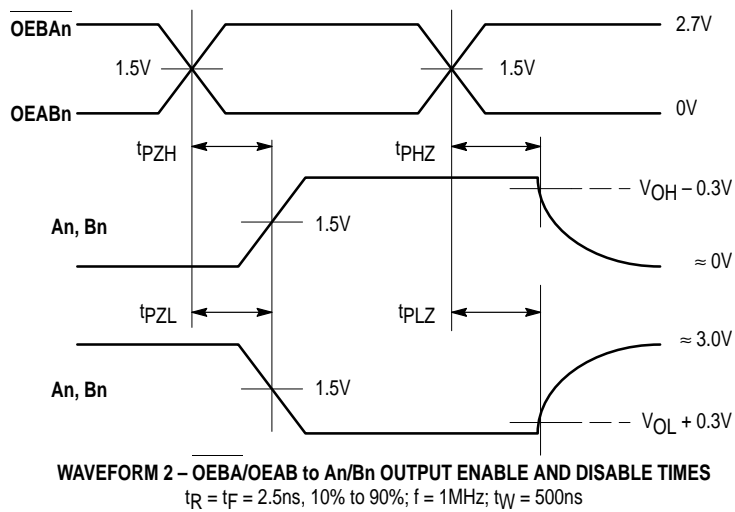 OEBAn
2.7V
1.5V
1.5V
OEABn
0V
tPZH
tPHZ
VOH – 0.3V
An, Bn
1.5V
≈ 0V
tPZL
tPLZ
≈ 3.0V
An, Bn
1.5V
VOL + 0.3V
WAVEFORM 2 – OEBA/OEAB to An/Bn OUTPUT ENABLE AND DISABLE TIMES
tR = tF = 2.5ns, 10% to 90%; f = 1MHz; tW = 500ns